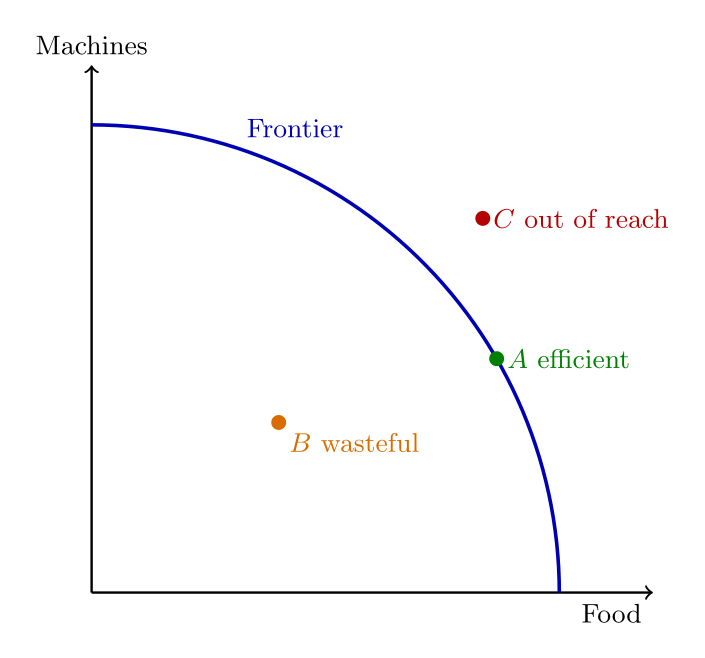 Machines
Frontier
C out of reach
A efficient
B wasteful
Food